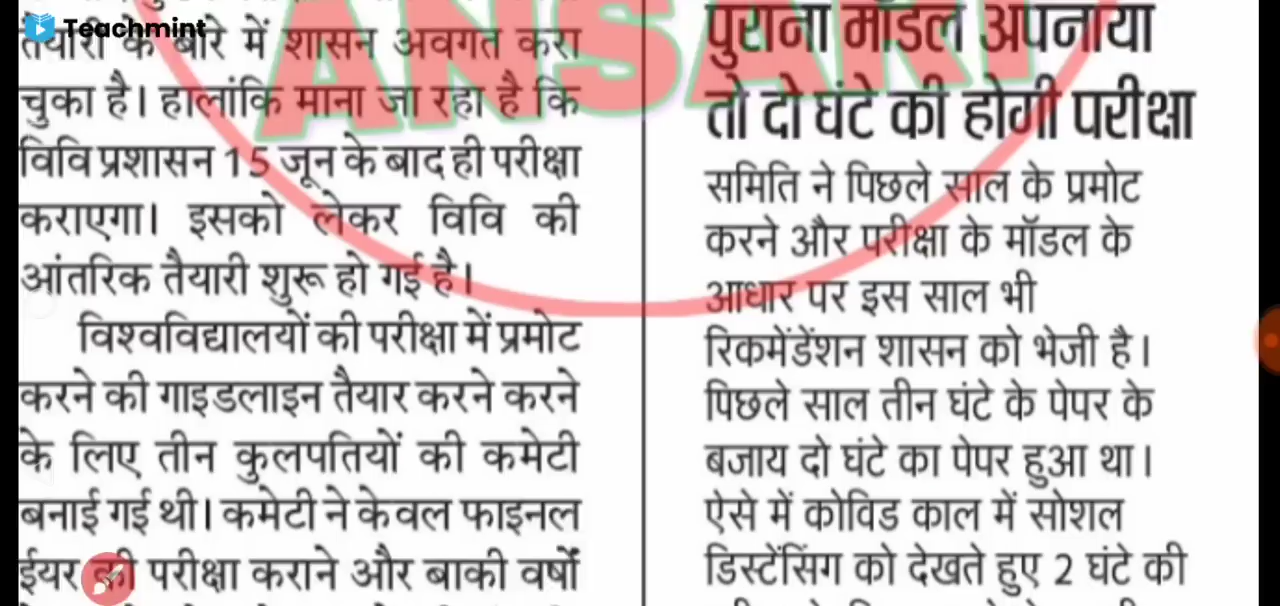 Teachmint
तैयारी के बारे में शासन अवगत करा
चुका है। हालांकि माना जा रहा है कि
विवि प्रशासन 15 जून के बाद ही परीक्षा
कराएगा। इसको लेकर विवि की
आंतरिक तैयारी शुरू हो गई है।
विश्वविद्यालयों की परीक्षा में प्रमोट
करने की गाइडलाइन तैयार करने करने
के लिए तीन कुलपतियों की कमेटी
बनाई गई थी। कमेटी ने केवल फाइनल
ईयर की परीक्षा कराने और बाकी वर्षों
ANSARI
पुराना मॉडल अपनाया
तो दो घंटे की होगी परीक्षा
समिति ने पिछले साल के प्रमोट
करने और परीक्षा के मॉडल के
आधार पर इस साल भी
रिकमेंडेंशन शासन को भेजी है।
पिछले साल तीन घंटे के पेपर के
बजाय दो घंटे का पेपर हुआ था।
ऐसे में कोविड काल में सोशल
डिस्टेंसिंग को देखते हुए 2 घंटे की